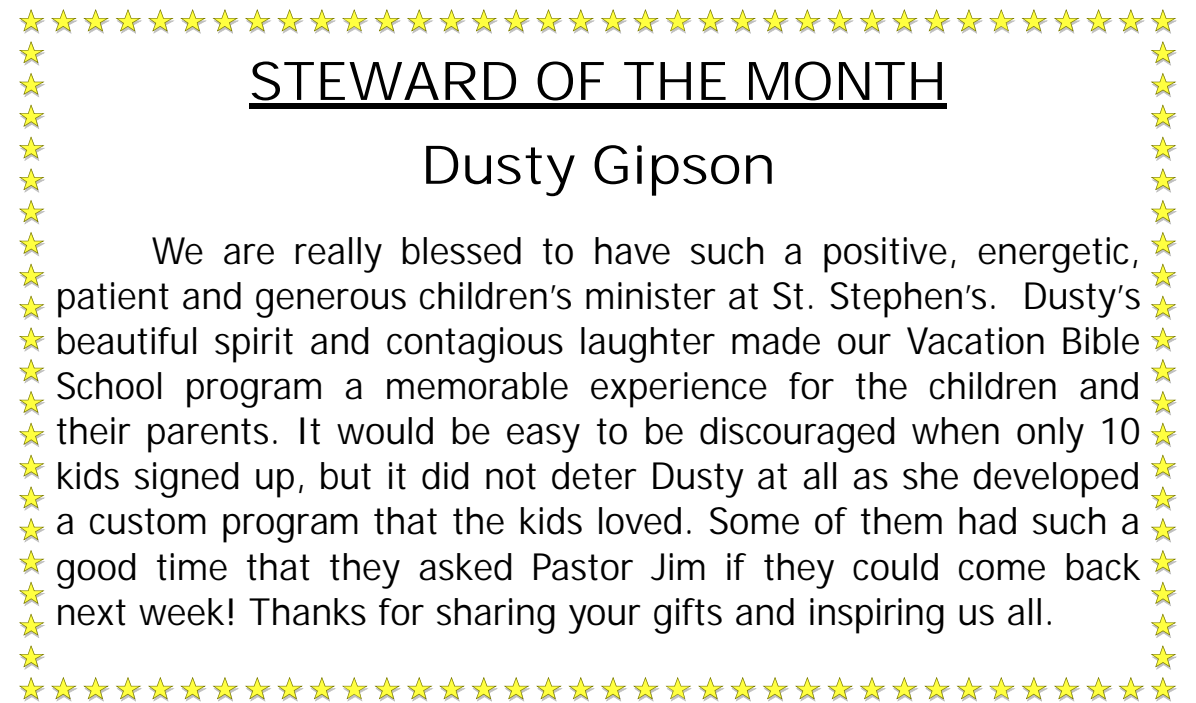 STEWARD OF THE MONTH
Dusty Gipson
We are really blessed to have such a positive, energetic,
patient and generous children’s minister at St. Stephen’s.  Dusty’s
beautiful spirit and contagious laughter made our Vacation Bible
School program a memorable experience for the children and
their parents. It would be easy to be discouraged when only 10
kids signed up, but it did not deter Dusty at all as she developed
a custom program that the kids loved. Some of them had such a
good time that they asked Pastor Jim if they could come back
next week! Thanks for sharing your gifts and inspiring us all.